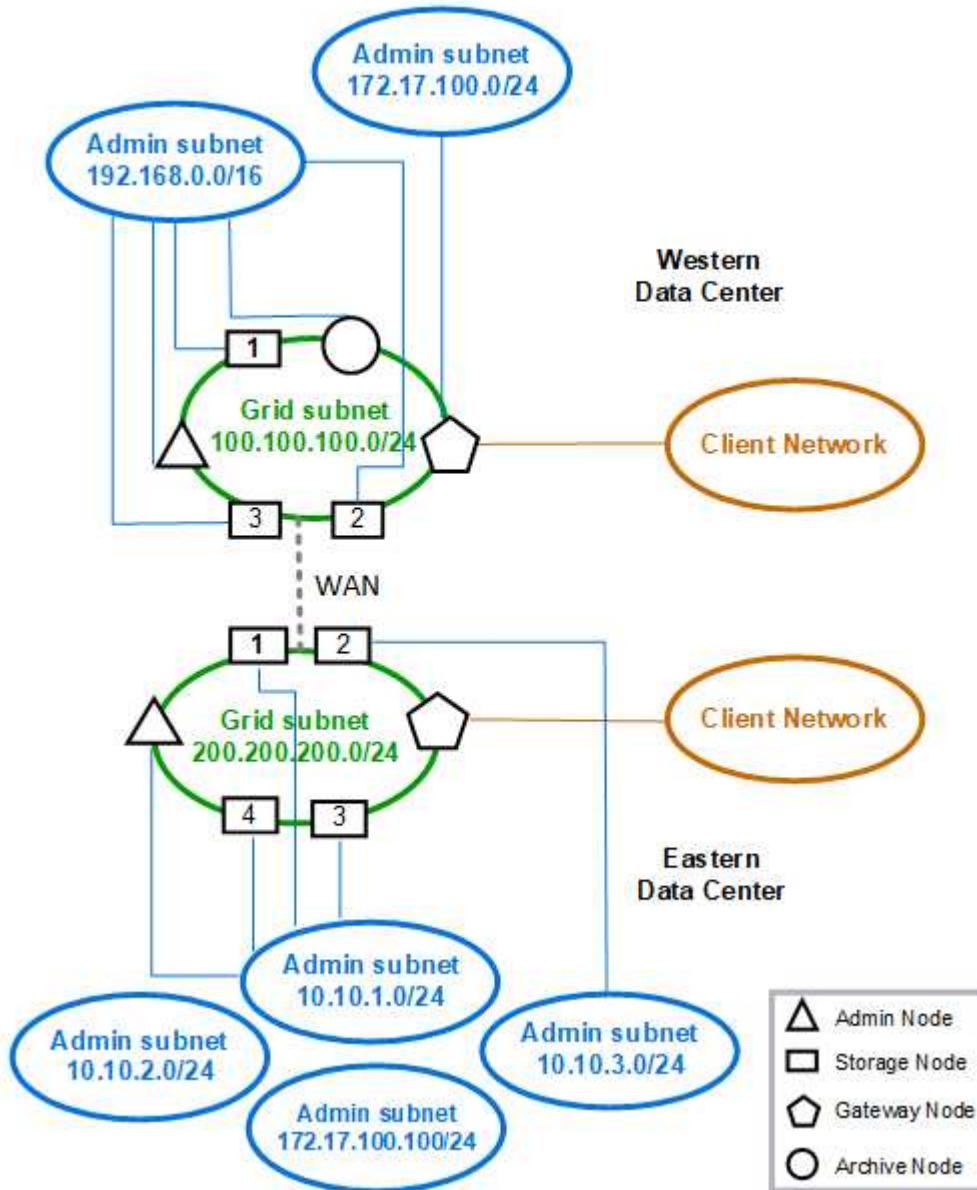 Admin subnet
172.17.100.0/24
Admin subnet
192.168.0.0/16
Western
Data Center
1
Grid subnet
100.100.100.0/24
Client Network
3
2
WAN
1
2
Grid subnet
200.200.200.0/24
Client Network
4
3
Eastern
Data Center
Admin subnet
10.10.1.0/24
Admin subnet
10.10.2.0/24
Admin subnet
10.10.3.0/24
Admin subnet
172.17.100.100/24
Admin Node
Storage Node
Gateway Node
Archive Node